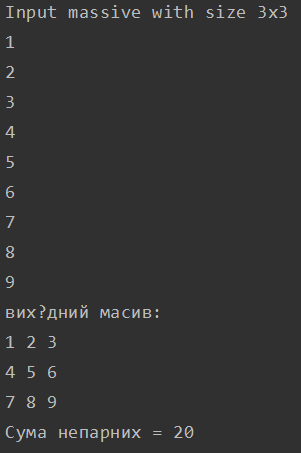 Input massive with size 3x3
1
2
3
4
5
6
7
8
9
вих?дний масив:
1 2 3
4 5 6
7 8 9
Сума непарних = 20